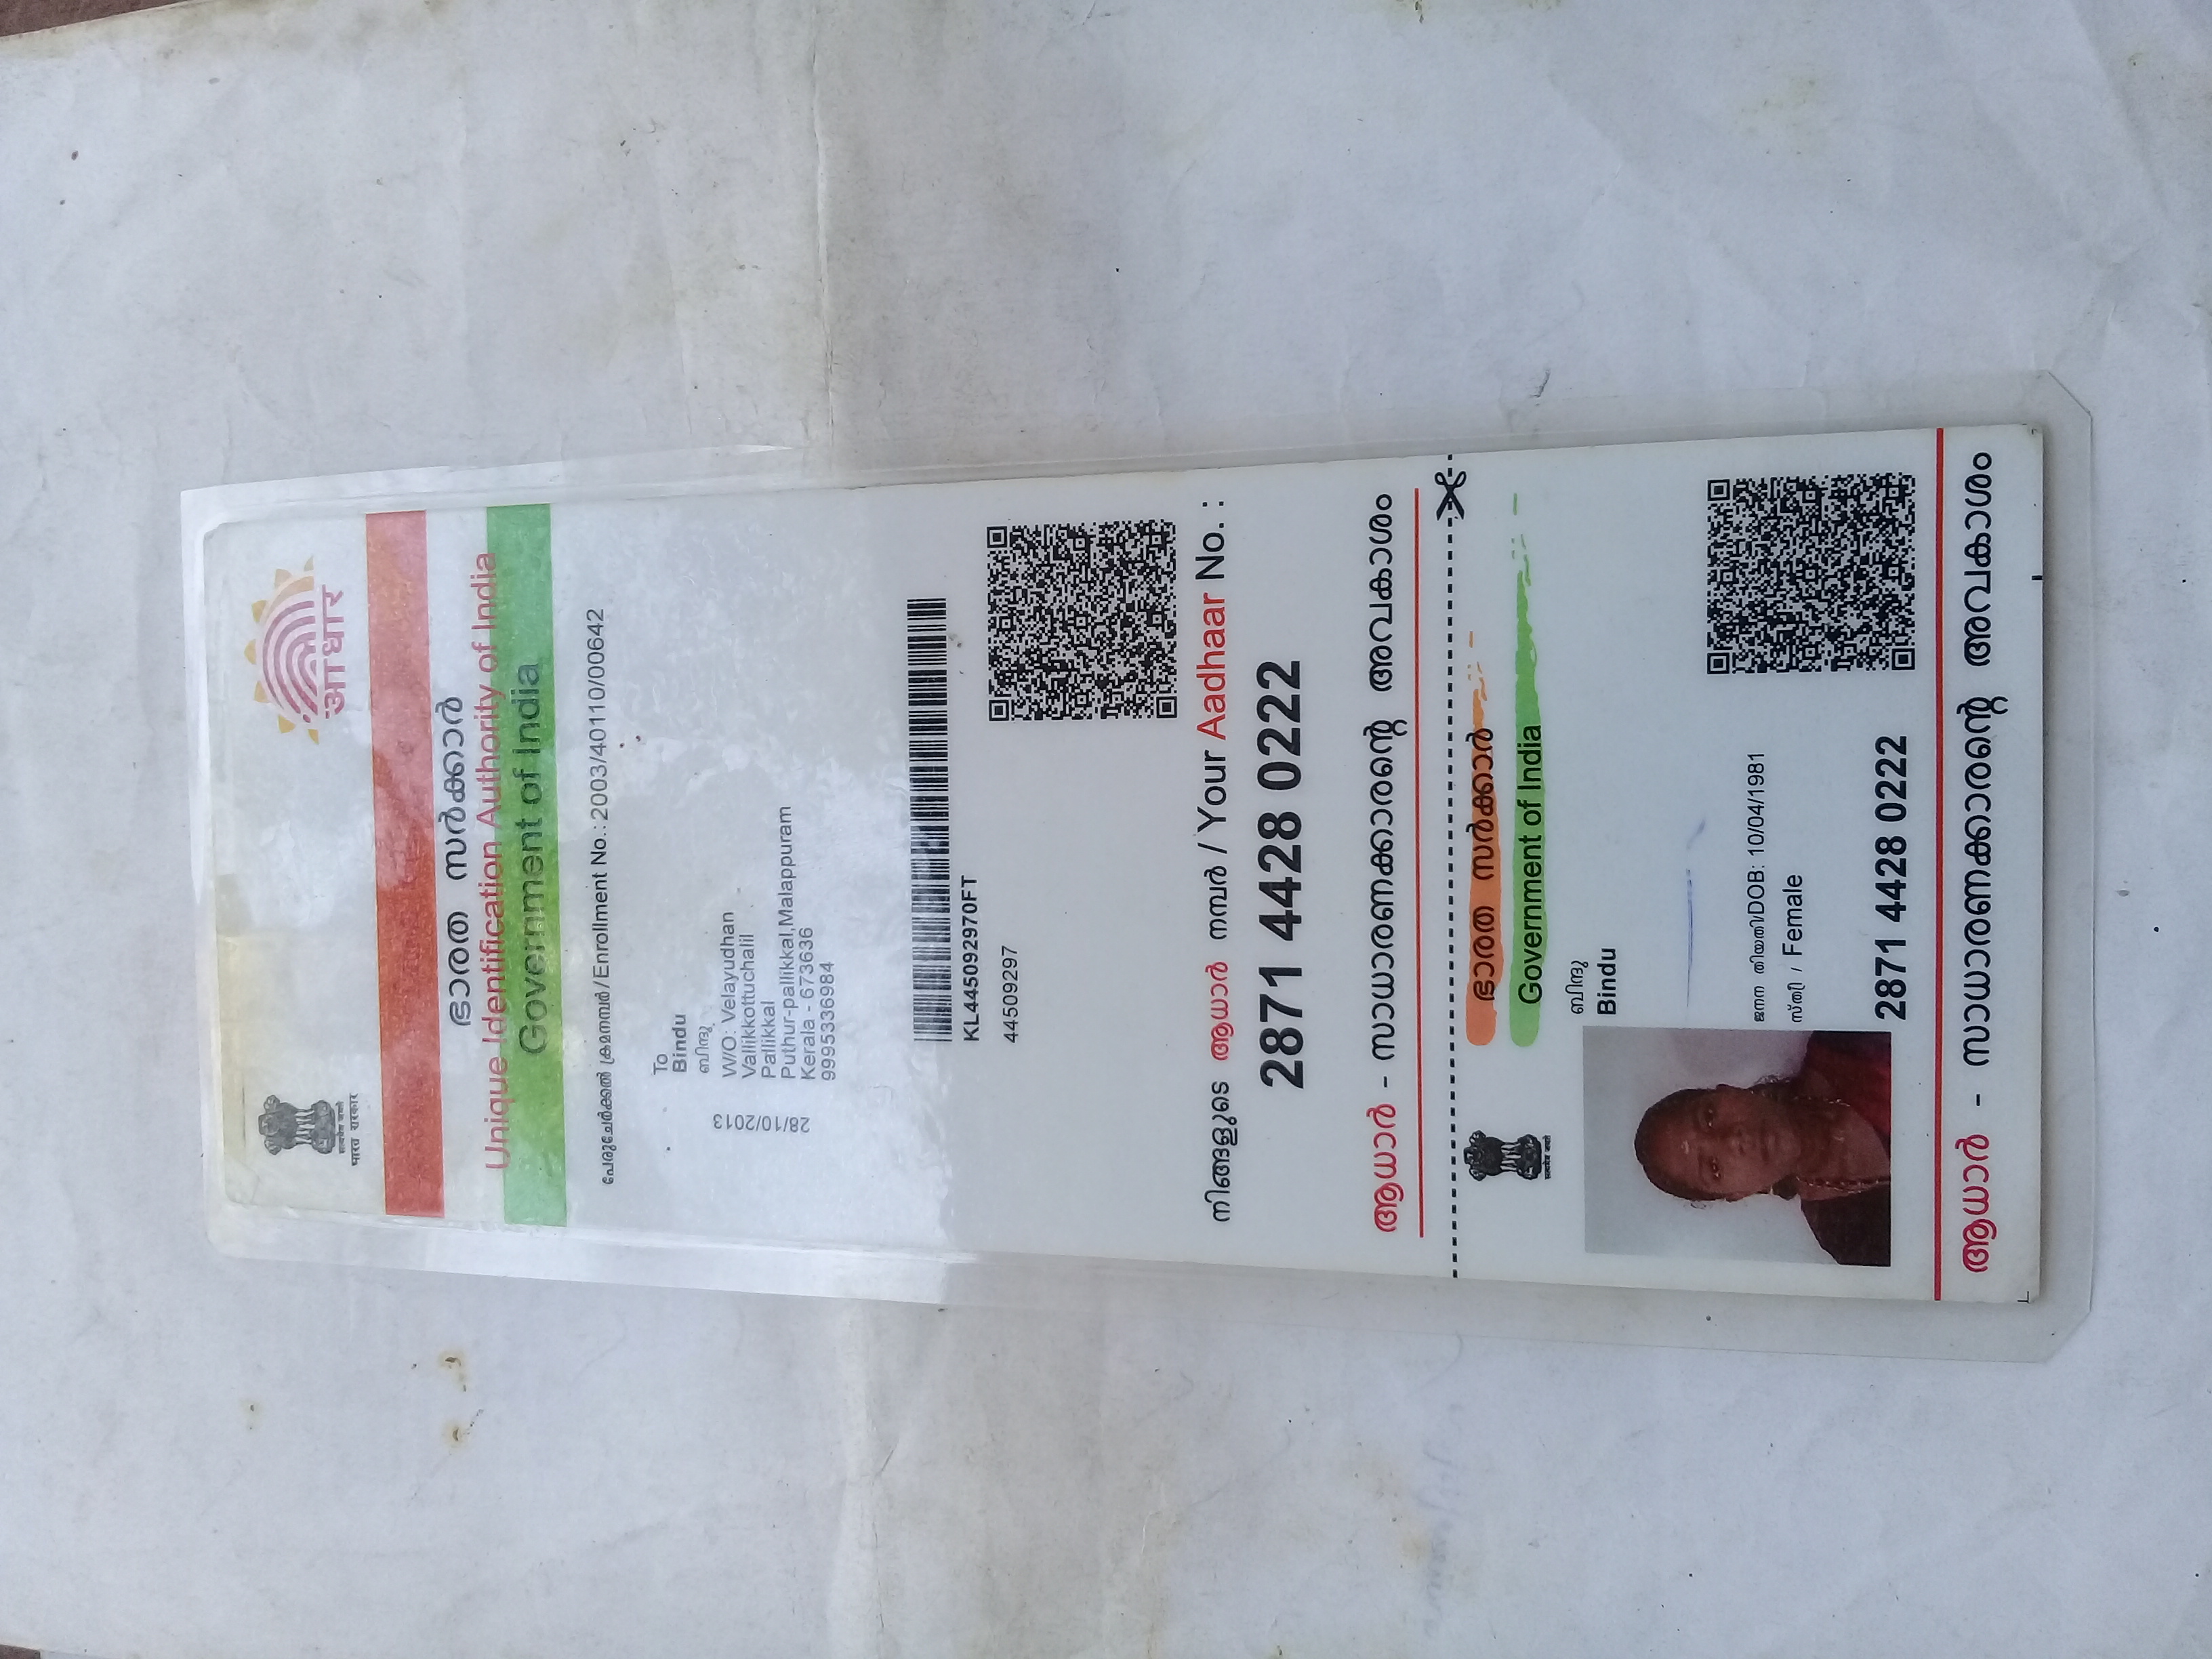 सत्यमेव जयते
भारत सरकार
आधार
ഭാരത സർക്കാർ
Unique Identification Authority of India
Government of India
പേരുചേർക്കൽ ക്രമനമ്പർ/Enrollment No.: 2003/40110/00642
To
Bindu
ബിന്ദു
W/O: Velayudhan
Vallikkottuchalil
Pallikkal
Puthur-pallikkal,Malappuram
Kerala - 673636
9995336984
28/10/2013
KL445092970FT
44509297
നിങ്ങളുടെ ആധാർ നമ്പർ / Your Aadhaar No. :
2871 4428 0222
ആധാർ - സാധാരണക്കാരന്റെ അവകാശം
सत्यमेव जयते
ഭാരത സർക്കാർ
Government of India
ബിന്ദു
Bindu
ജനന തിയതി/DOB: 10/04/1981
സ്ത്രീ / Female
2871 4428 0222
ആധാർ - സാധാരണക്കാരന്റെ അവകാശം